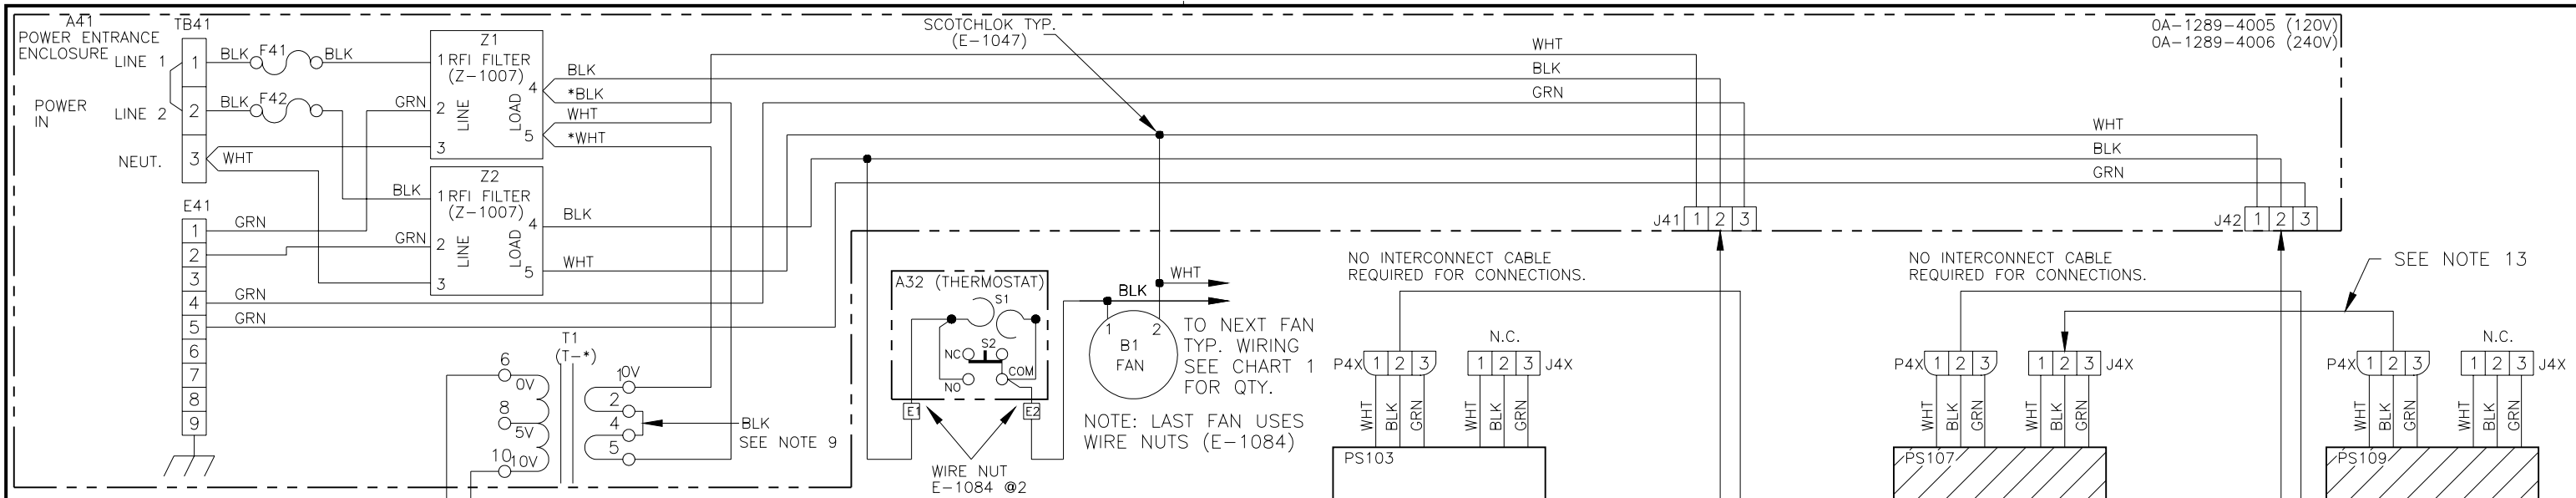 A41
POWER ENTRANCE
ENCLOSURE
TB41
LINE 1
1
BLK
F41
BLK
POWER
IN
LINE 2
2
BLK
F42
NEUT.
3
WHT
Z1
1 RFI FILTER
(Z-1007)
GRN
2
LINE
LOAD
3
4
5
BLK
*BLK
WHT
*WHT
Z2
BLK
1 RFI FILTER
(Z-1007)
GRN
2
LINE
LOAD
3
4
5
BLK
WHT
E41
1
GRN
2
3
4
GRN
5
GRN
6
7
8
9
T1
(T-*)
6
0V
8
5V
10
10V
1
0V
2
4
5
BLK
SEE NOTE 9
SCOTCHLOK TYP.
(E-1047)
WHT
BLK
GRN
0A-1289-4005 (120V)
0A-1289-4006 (240V)
WHT
BLK
GRN
J41 1 2 3
J42 1 2 3
A32 (THERMOSTAT)
S1
NC
S2
NO
COM
E1
E2
WIRE NUT
E-1084 @2
WHT
BLK
1
2
B1
FAN
TO NEXT FAN
TYP. WIRING
SEE CHART 1
FOR QTY.
NOTE: LAST FAN USES
WIRE NUTS (E-1084)
NO INTERCONNECT CABLE
REQUIRED FOR CONNECTIONS.
N.C.
P4X 1 2 3
1 2 3 J4X
WHT
BLK
GRN
WHT
BLK
GRN
PS103
NO INTERCONNECT CABLE
REQUIRED FOR CONNECTIONS.
SEE NOTE 13
P4X 1 2 3
1 2 3 J4X
WHT
BLK
GRN
WHT
BLK
GRN
PS107
N.C.
P4X 1 2 3
1 2 3 J4X
WHT
BLK
GRN
WHT
BLK
GRN
PS109